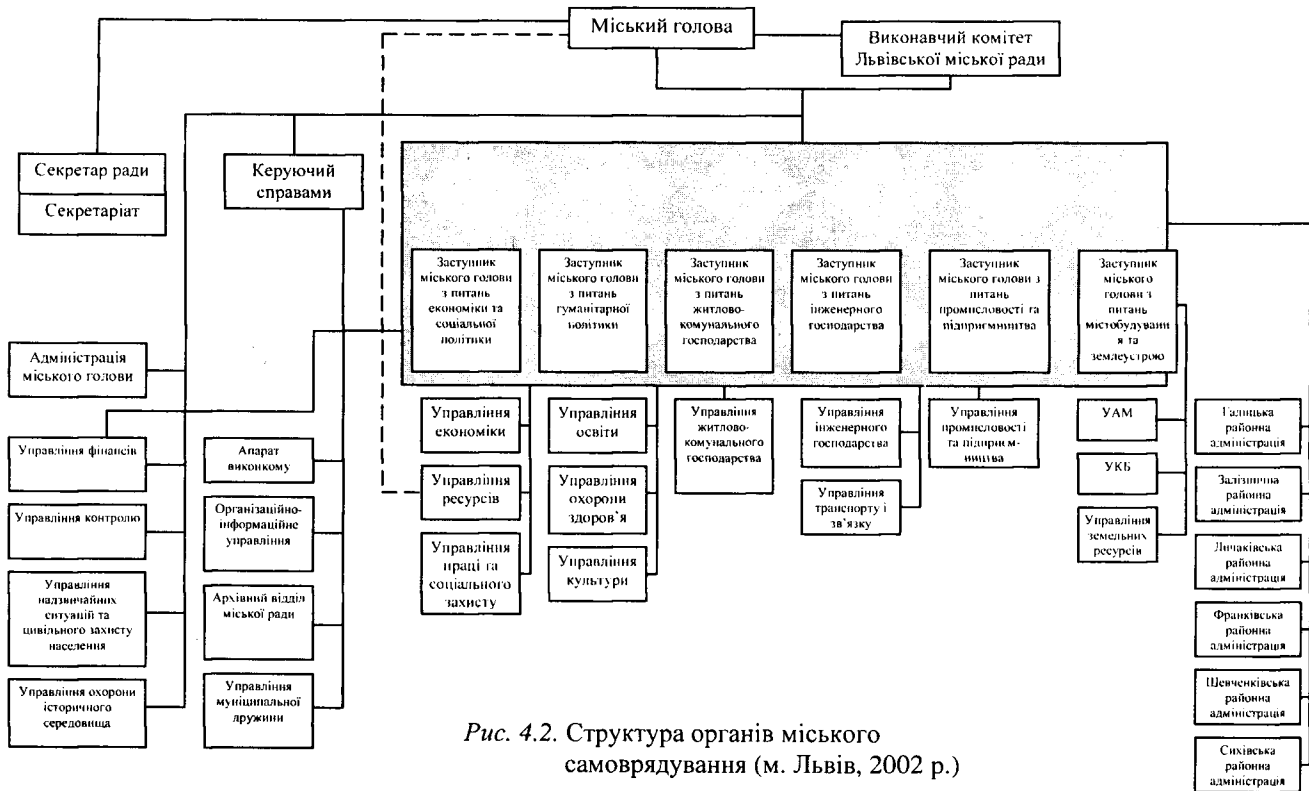 Міський голова
Виконавчий комітет
Львівської міської ради
Секретар ради
Секретаріат
Керуючий
справами
Заступник
міського голови
з питань
економіки та
соціальної
політики
Заступник
міського голови
з питань
гуманітарної
політики
Заступник
міського голови
з питань
житлово-
комунального
господарства
Заступник
міського голови
з питань
інженерного
господарства
Заступник
міського голови з
питань
промисловості та
підприємництва
Заступник
міського
голови з
питань
містобудуванн
я та
землеустрою
Адміністрація
міського голови
Управління фінансів
Управління контролю
Управління
надзвичайних
ситуацій та
цивільного захисту
населення
Управління охорони
історичного
середовища
Апарат
виконкому
Організаційно-
інформаційне
управління
Архівний відділ
міської ради
Управління
муніципальної
дружини
Управління
економіки
Управління
ресурсів
Управління
праці та
соціального
захисту
Управління
освіти
Управління
охорони
здоров'я
Управління
культури
Управління
житлово-
комунального
господарства
Управління
інженерного
господарства
Управління
транспорту і
зв'язку
Управління
промисловості
та підприєм-
ництва
УАМ
УКБ
Управління
земельних
ресурсів
Галицька
районна
адміністрація
Залізнична
районна
адміністрація
Личаківська
районна
адміністрація
Франківська
районна
адміністрація
Шевченківська
районна
адміністрація
Сихівська
районна
адміністрація
Рис. 4.2. Структура органів міського
самоврядування (м. Львів, 2002 р.)